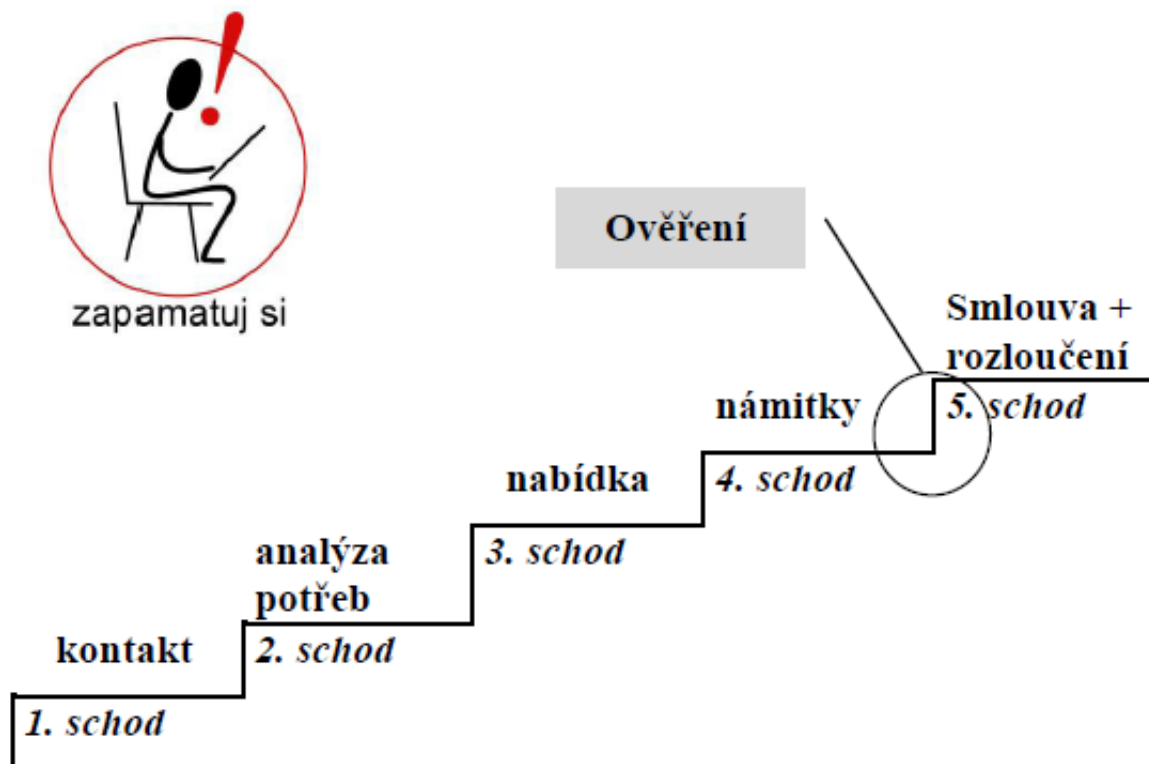 zapamatuj si
Ověření
Smlouva +
rozloučení
5. schod
námitky
4. schod
nabídka
3. schod
analýza
potřeb
2. schod
kontakt
1. schod